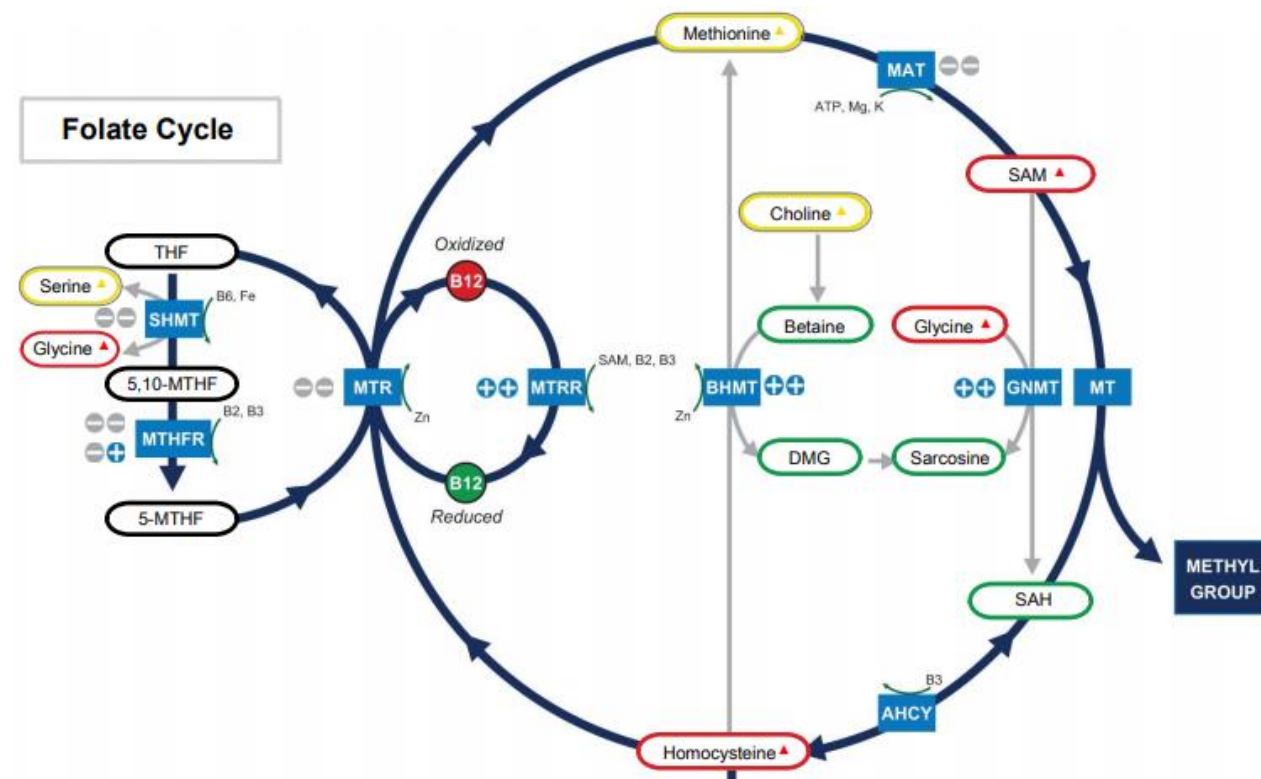 Folate Cycle
Methionine
MAT
ATP, Mg, K
SAM
Choline
THF
Oxidized
B12
Serine
B6, Fe
SHMT
Glycine
Betaine
Glycine
5,10-MTHF
MTR
Zn
MTRR
SAM, B2, B3
BHMT
Zn
GNMT
MT
B2, B3
MTHFR
DMG
Sarcosine
B12
Reduced
5-MTHF
METHYL
GROUP
SAH
B3
AHCY
Homocysteine